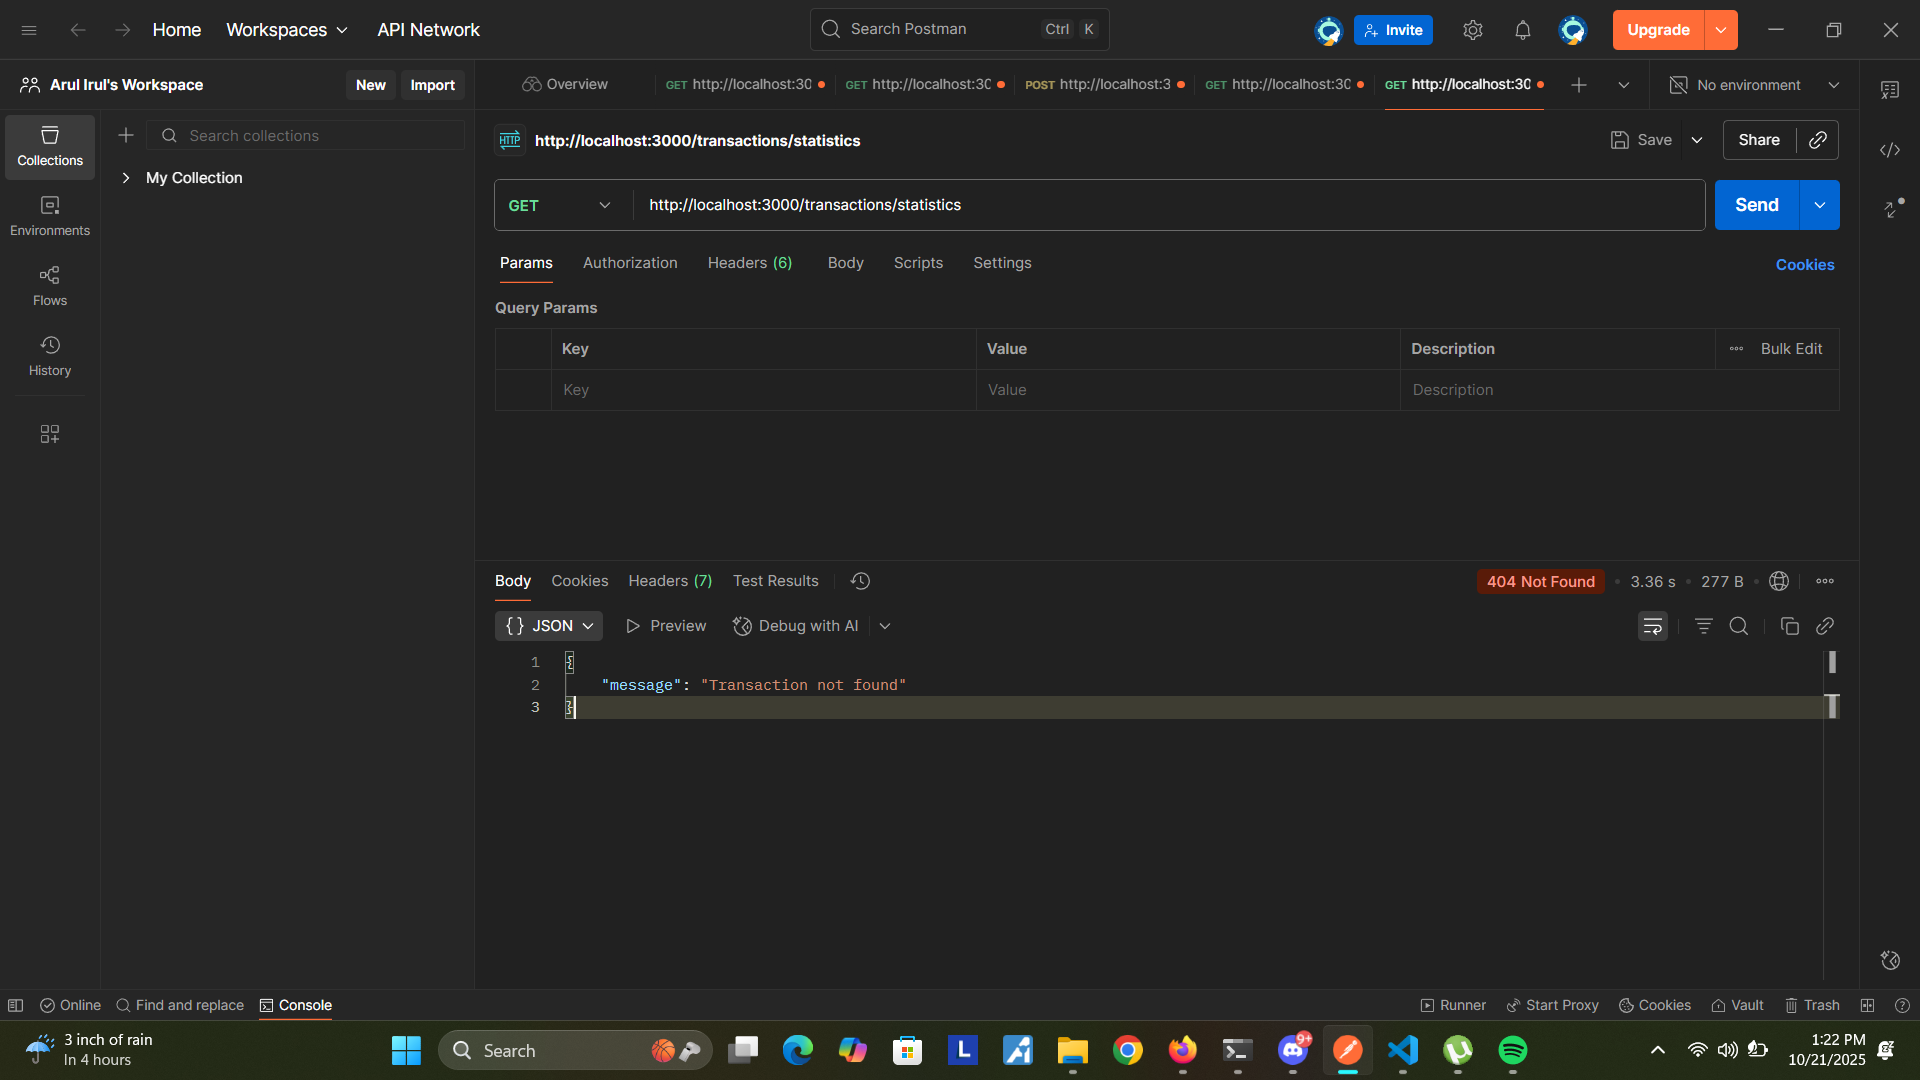 Home Workspaces API Network Search Postman Ctrl K Invite Upgrade
Arul Irul's Workspace New Import Overview GET http://localhost:30 GET http://localhost:30 POST http://localhost:3 GET http://localhost:30 GET http://localhost:30 No environment
Collections
Search collections
My Collection
Environments
Flows
History
HTTP http://localhost:3000/transactions/statistics Save Share
GET http://localhost:3000/transactions/statistics Send
Params Authorization Headers (6) Body Scripts Settings Cookies
Query Params
Key Value Description Bulk Edit
Key Value Description
Body Cookies Headers (7) Test Results 404 Not Found 3.36 s 277 B
{} JSON Preview Debug with AI
1 {
2 "message": "Transaction not found"
3 }
Online Find and replace Console Runner Start Proxy Cookies Vault Trash
3 inch of rain
In 4 hours
Search
L
9+
1:22 PM
10/21/2025